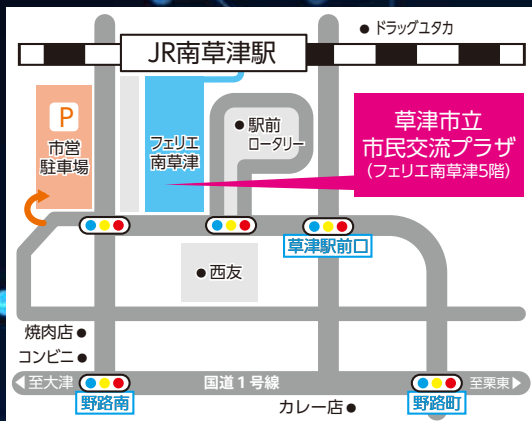 ドラッグユタカ
JR南草津駅
P
市営
駐車場
フェリエ
南草津
駅前
ロータリー
草津市立
市民交流プラザ
(フェリエ南草津5階)
草津駅前口
西友
焼肉店
コンビニ
至大津
国道1号線
至栗東
野路南
カレー店
野路町